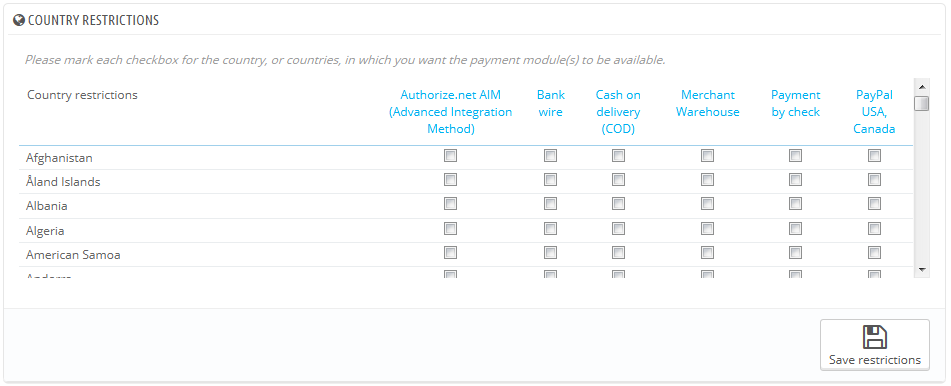 COUNTRY RESTRICTIONS
Please mark each checkbox for the country, or countries, in which you want the payment module(s) to be available.
Country restrictions
Authorize.net AIM
(Advanced Integration
Method)
Bank
wire
Cash on
delivery
(COD)
Merchant
Warehouse
Payment
by check
PayPal
USA,
Canada
Afghanistan
Åland Islands
Albania
Algeria
American Samoa
Andorra
Save restrictions